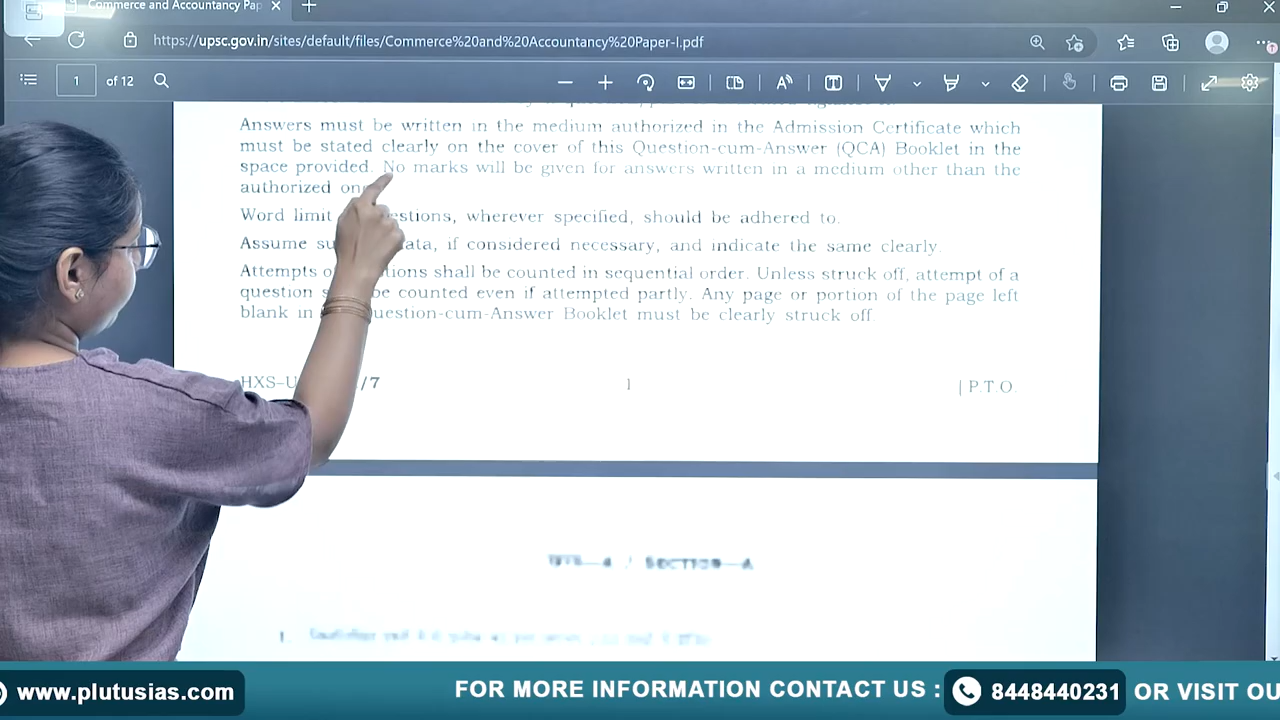 Commerce and Accountancy Pap
https://upsc.gov.in/sites/default/files/Commerce%20and%20Accountancy%20Paper-I.pdf
1 of 12
Answers must be written in the medium authorized in the Admission Certificate which
must be stated clearly on the cover of this Question-cum-Answer (QCA) Booklet in the
space provided. No marks will be given for answers written in a medium other than the
authorized one
Word limit estions, wherever specified, should be adhered to.
Assume su ata, if considered necessary, and indicate the same clearly.
Attempts o tions shall be counted in sequential order. Unless struck off, attempt of a
question s be counted even if attempted partly. Any page or portion of the page left
blank in uestion-cum-Answer Booklet must be clearly struck off.
HXS-U /7 1 | P.T.O.
SECTION—A
www.plutusias.com FOR MORE INFORMATION CONTACT US : 8448440231 OR VISIT OU